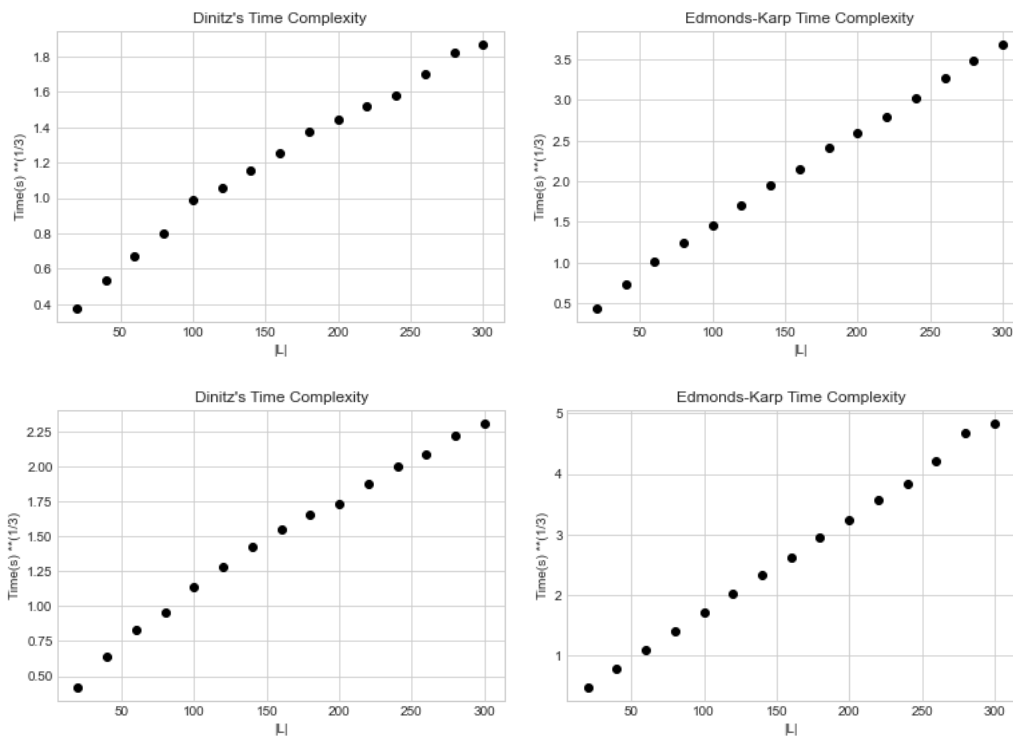 Dinitz's Time Complexity
Time(s) **(1/3)
1.8
1.6
1.4
1.2
1.0
0.8
0.6
0.4
50 100 150 200 250 300
|L|
Edmonds-Karp Time Complexity
Time(s) **(1/3)
3.5
3.0
2.5
2.0
1.5
1.0
0.5
50 100 150 200 250 300
|L|
Dinitz's Time Complexity
Time(s) **(1/3)
2.25
2.00
1.75
1.50
1.25
1.00
0.75
0.50
50 100 150 200 250 300
|L|
Edmonds-Karp Time Complexity
Time(s) **(1/3)
5
4
3
2
1
50 100 150 200 250 300
|L|